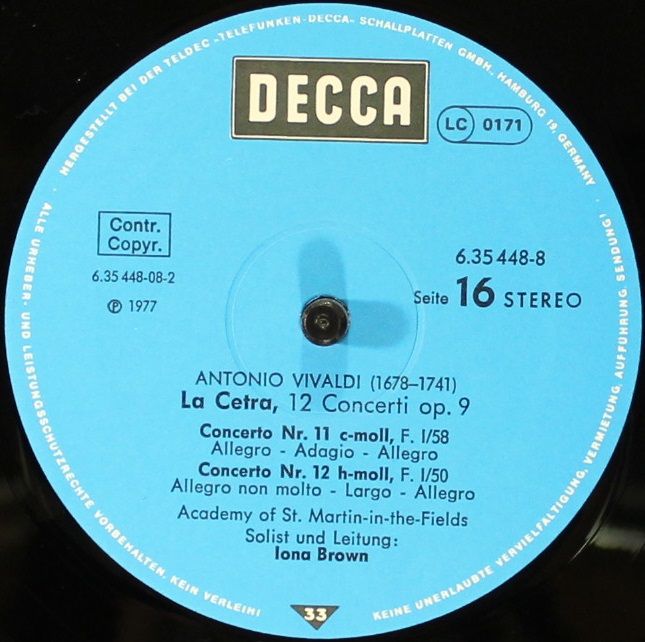 HERGESTELLT BEI DER TELDEC »TELEFUNKEN-DECCA« SCHALLPLATTEN GMBH, HAMBURG 19, GERMANY
DECCA
LC 0171
Contr.
Copyr.
6.35 448-08-2
℗ 1977
6.35 448-8
Seite 16 STEREO
ANTONIO VIVALDI (1678–1741)
La Cetra, 12 Concerti op. 9
Concerto Nr. 11 c-moll, F. I/58
Allegro - Adagio - Allegro
Concerto Nr. 12 h-moll, F. I/50
Allegro non molto - Largo - Allegro
Academy of St. Martin-in-the-Fields
Solist und Leitung:
Iona Brown
33
ALLE URHEBER- UND LEISTUNGSSCHUTZRECHTE VORBEHALTEN. KEIN VERLEIH! KEINE UNERLAUBTE VERVIELFÄLTIGUNG, VERMIETUNG, AUFFÜHRUNG, SENDUNG!